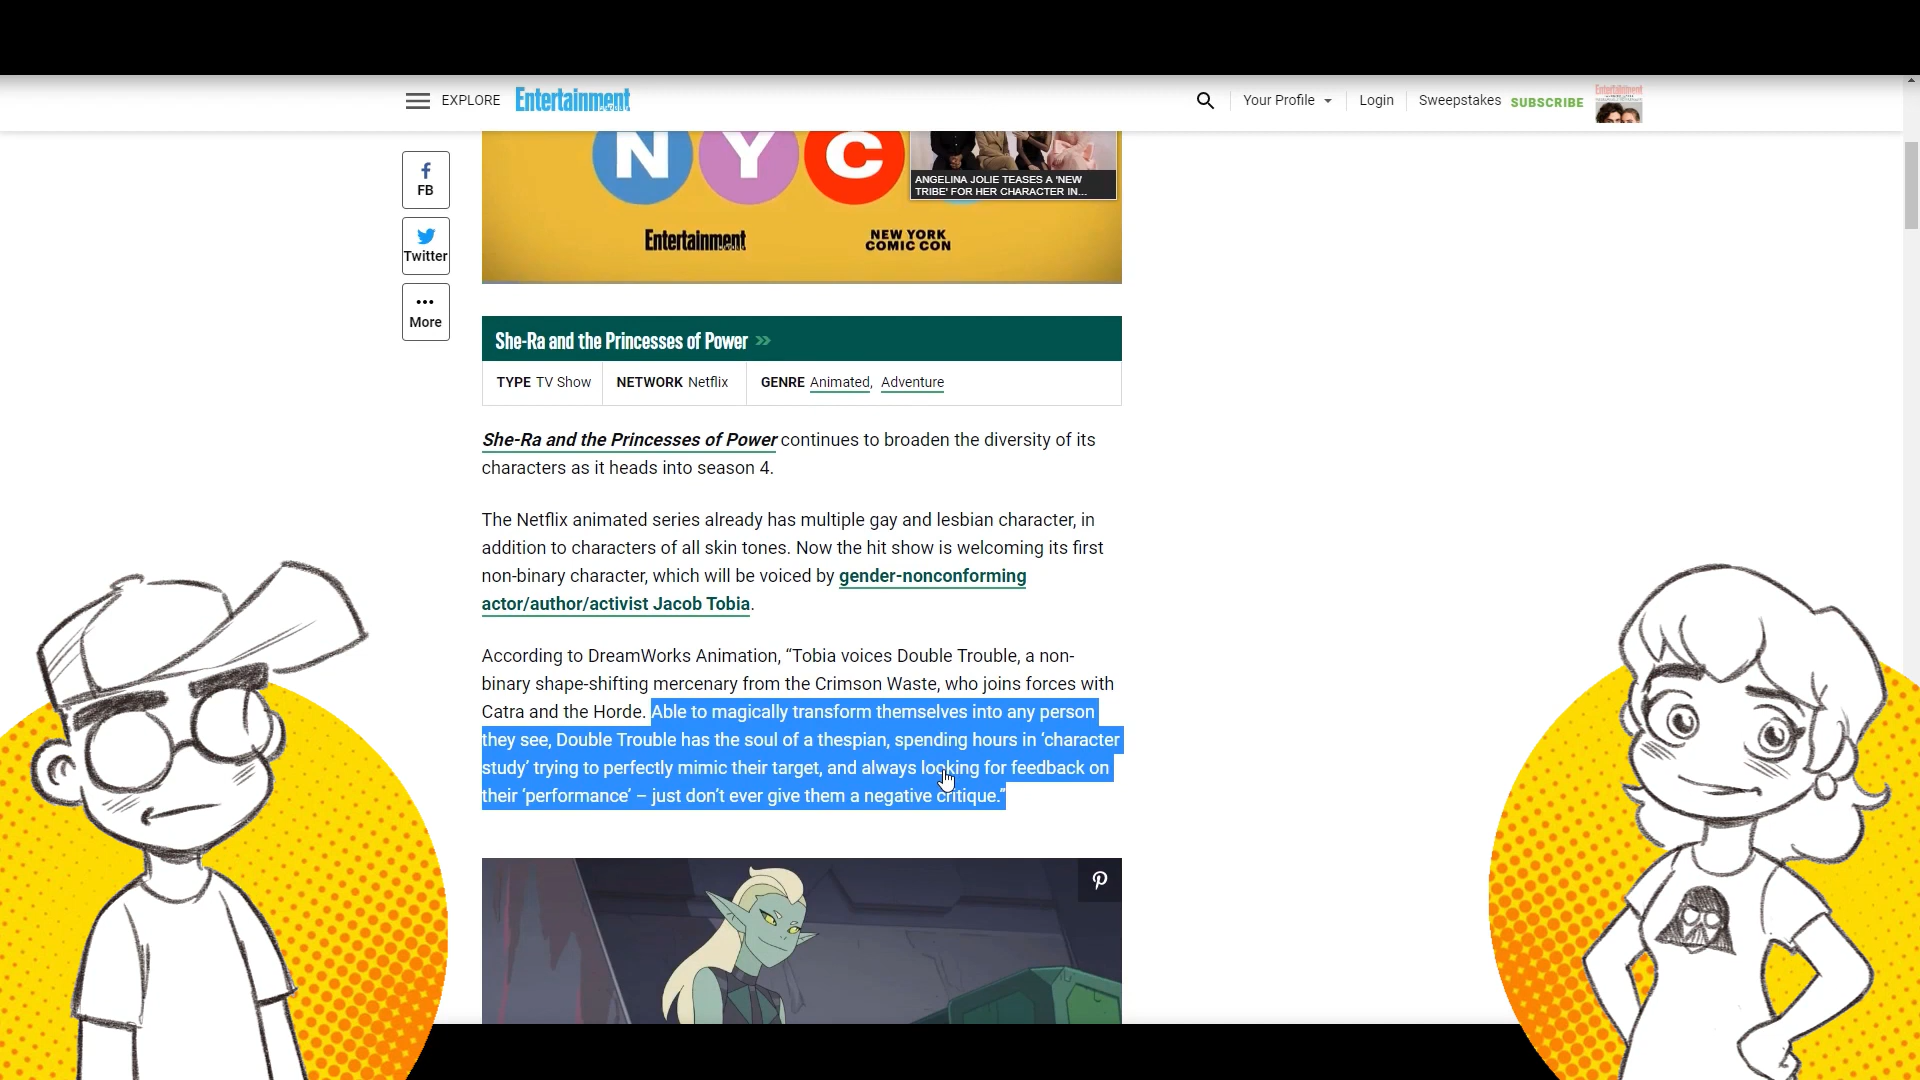 EXPLORE
Entertainment
Your Profile
Login
Sweepstakes
SUBSCRIBE
Entertainment
FB
Twitter
More
NYC
ANGELINA JOLIE TEASES A 'NEW
TRIBE' FOR HER CHARACTER IN...
Entertainment
NEW YORK
COMIC CON
She-Ra and the Princesses of Power »
TYPE TV Show
NETWORK Netflix
GENRE Animated, Adventure
She-Ra and the Princesses of Power continues to broaden the diversity of its
characters as it heads into season 4.
The Netflix animated series already has multiple gay and lesbian character, in
addition to characters of all skin tones. Now the hit show is welcoming its first
non-binary character, which will be voiced by gender-nonconforming
actor/author/activist Jacob Tobia.
According to DreamWorks Animation, “Tobia voices Double Trouble, a non-
binary shape-shifting mercenary from the Crimson Waste, who joins forces with
Catra and the Horde. Able to magically transform themselves into any person
they see, Double Trouble has the soul of a thespian, spending hours in ‘character
study’ trying to perfectly mimic their target, and always looking for feedback on
their ‘performance’ – just don’t ever give them a negative critique.”